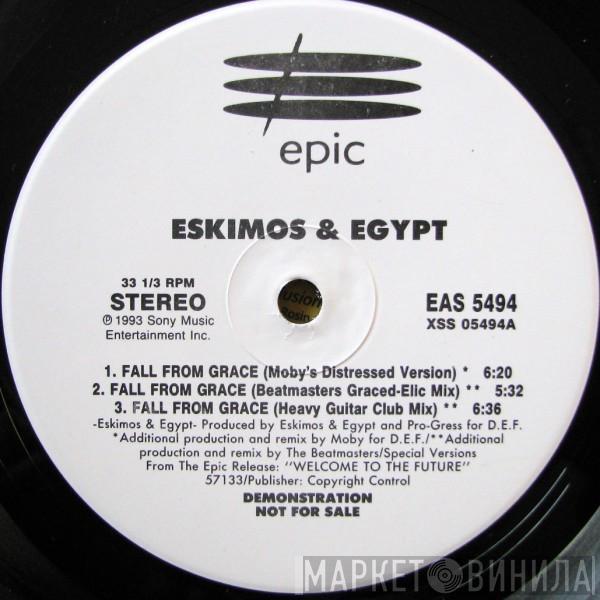 epic
ESKIMOS & EGYPT
33 1/3 RPM
STEREO
℗ 1993 Sony Music
Entertainment Inc.
usion
Rosin
EAS 5494
XSS 05494A
1. FALL FROM GRACE (Moby's Distressed Version) * 6:20
2. FALL FROM GRACE (Beatmasters Graced-Elic Mix) ** 5:32
3. FALL FROM GRACE (Heavy Guitar Club Mix) ** 6:36
-Eskimos & Egypt- Produced by Eskimos & Egypt and Pro-Gress for D.E.F.
*Additional production and remix by Moby for D.E.F./**Additional
production and remix by The Beatmasters/Special Versions
From The Epic Release: "WELCOME TO THE FUTURE"
57133/Publisher: Copyright Control
DEMONSTRATION
NOT FOR SALE
МАРКЕТ ВИНИЛА